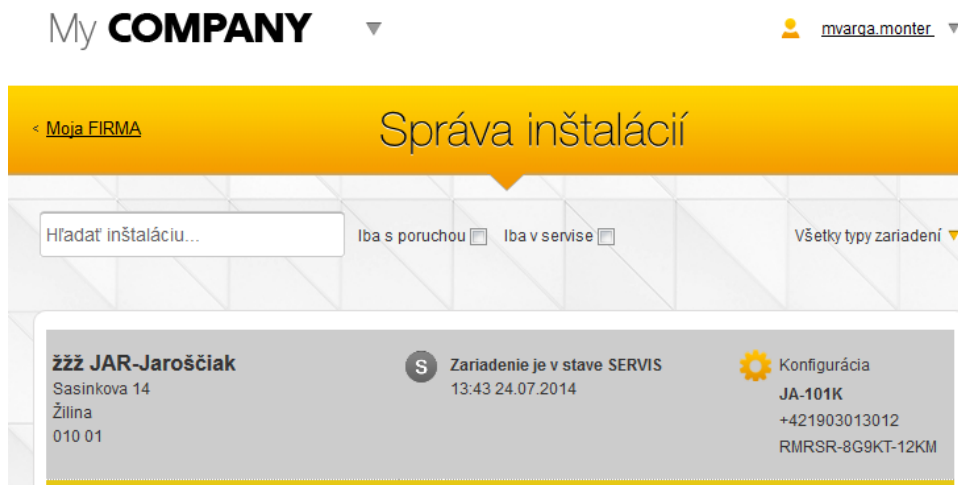 My COMPANY
mvarga.monter
< Moja FIRMA
Správa inštalácií
Hľadať inštaláciu...
Iba s poruchou
Iba v servise
Všetky typy zariadení
žžž JAR-Jaroščiak
Sasinkova 14
Žilina
010 01
S
Zariadenie je v stave SERVIS
13:43 24.07.2014
Konfigurácia
JA-101K
+421903013012
RMRSR-8G9KT-12KM